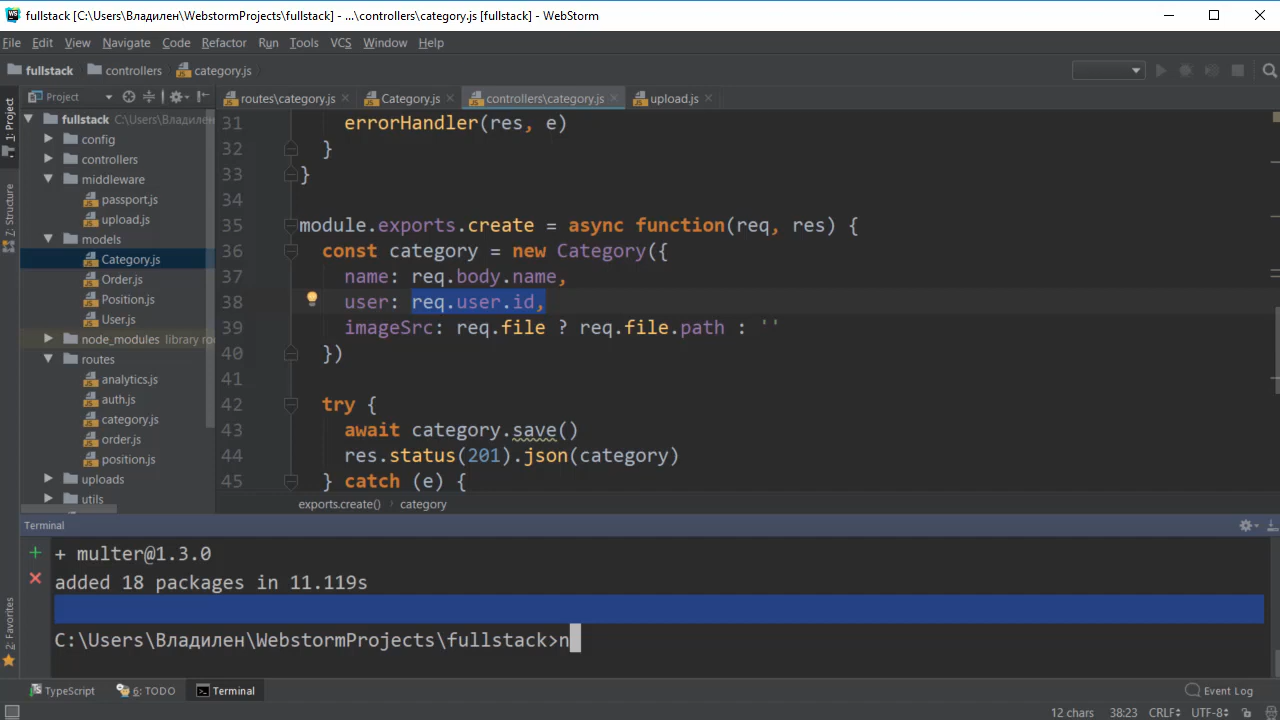 fullstack [C:\Users\Владилен\WebstormProjects\fullstack] - ...\controllers\category.js [fullstack] - WebStorm
File Edit View Navigate Code Refactor Run Tools VCS Window Help
fullstack controllers category.js
Project
routes\category.js Category.js controllers\category.js upload.js
1: Project
Z: Structure
2: Favorites
fullstack C:\Users\Владилен
config
controllers
middleware
passport.js
upload.js
models
Category.js
Order.js
Position.js
User.js
node_modules library ro
routes
analytics.js
auth.js
category.js
order.js
position.js
uploads
utils
31 errorHandler(res, e)
32 }
33 }
34
35 module.exports.create = async function(req, res) {
36 const category = new Category({
37 name: req.body.name,
38 user: req.user.id,
39 imageSrc: req.file ? req.file.path : ''
40 })
41
42 try {
43 await category.save()
44 res.status(201).json(category)
45 } catch (e) {
exports.create() category
Terminal
+ multer@1.3.0
added 18 packages in 11.119s
C:\Users\Владилен\WebstormProjects\fullstack>n
TypeScript 6: TODO Terminal Event Log
12 chars 38:23 CRLF UTF-8